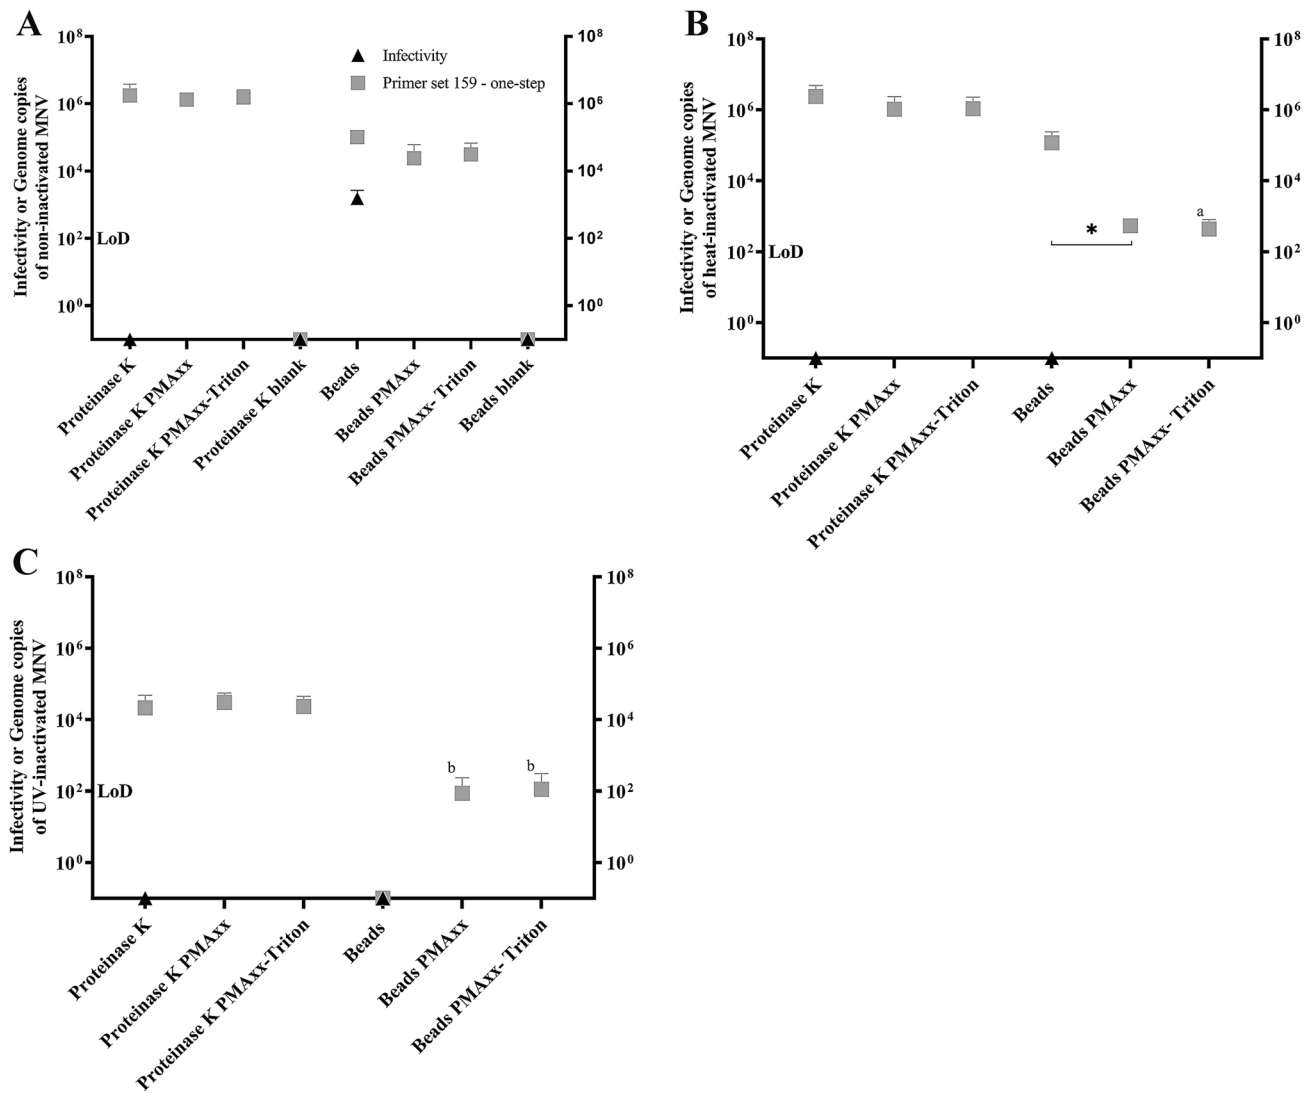 A
Infectivity or Genome copies
of non-inactivated MNV
10⁸
10⁶
10⁴
10²
10⁰
LoD
Infectivity
Primer set 159 - one-step
10⁸
10⁶
10⁴
10²
10⁰
Proteinase K
Proteinase K PMAxx
Proteinase K PMAxx-Triton
Proteinase K blank
Beads
Beads PMAxx
Beads PMAxx- Triton
Beads blank
B
Infectivity or Genome copies
of heat-inactivated MNV
10⁸
10⁶
10⁴
10²
10⁰
LoD
*
a
10⁸
10⁶
10⁴
10²
10⁰
Proteinase K
Proteinase K PMAxx
Proteinase K PMAxx-Triton
Beads
Beads PMAxx
Beads PMAxx- Triton
C
Infectivity or Genome copies
of UV-inactivated MNV
10⁸
10⁶
10⁴
10²
10⁰
LoD
b
b
10⁸
10⁶
10⁴
10²
10⁰
Proteinase K
Proteinase K PMAxx
Proteinase K PMAxx-Triton
Beads
Beads PMAxx
Beads PMAxx- Triton